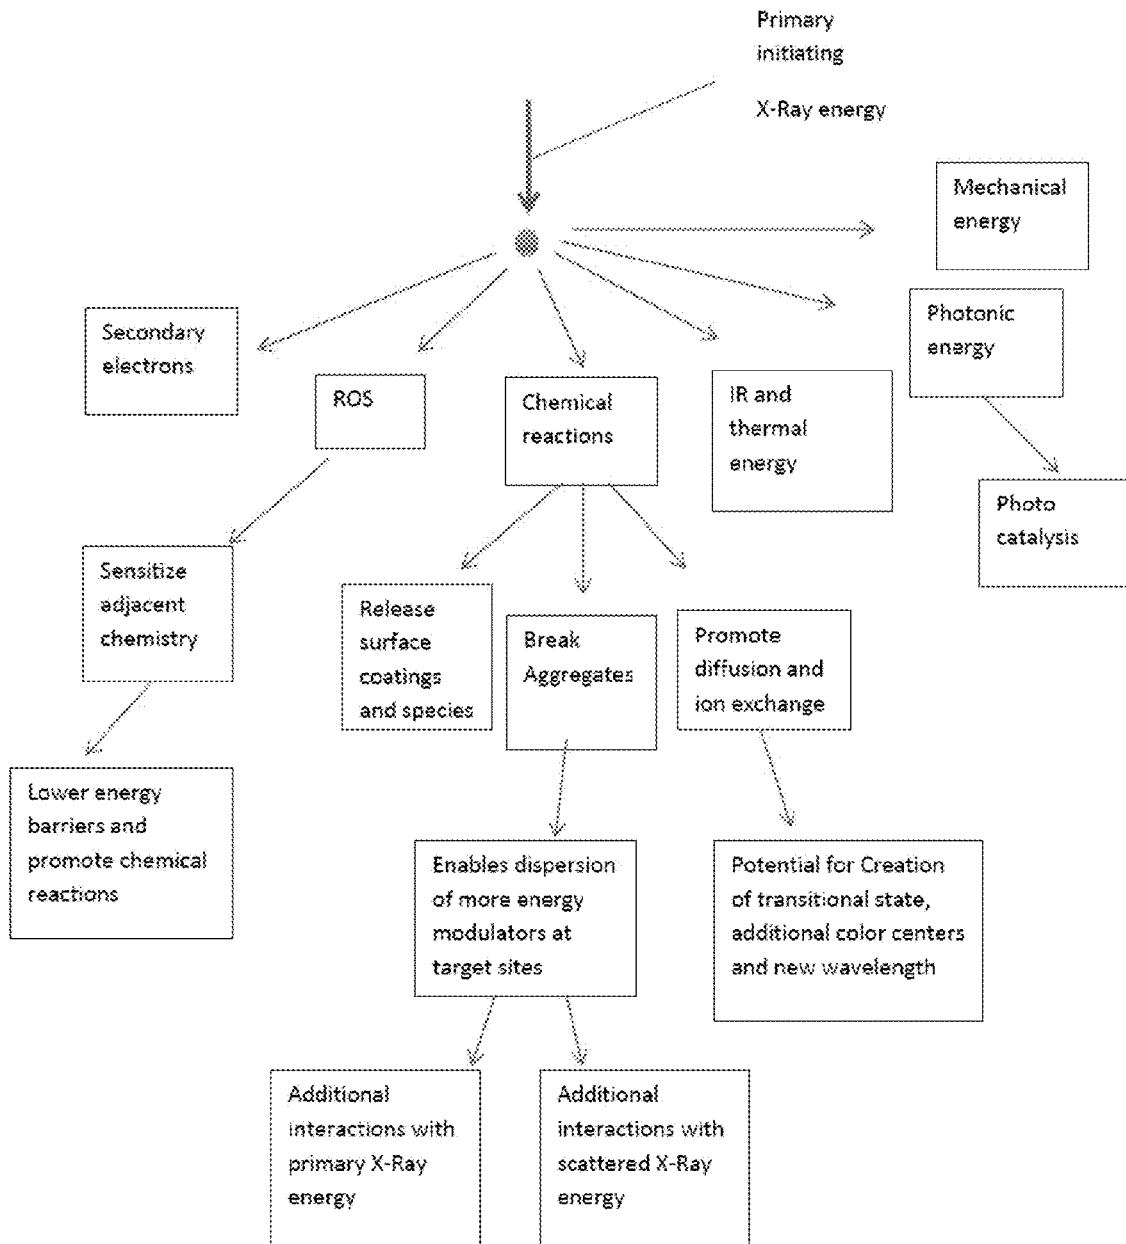 Primary
initiating
X-Ray energy
Mechanical
energy
Photonic
energy
Secondary
electrons
ROS
Chemical
reactions
IR and
thermal
energy
Photo
catalysis
Sensitize
adjacent
chemistry
Release
surface
coatings
and species
Break
Aggregates
Promote
diffusion and
ion exchange
Lower energy
barriers and
promote chemical
reactions
Enables dispersion
of more energy
modulators at
target sites
Potential for Creation
of transitional state,
additional color centers
and new wavelength
Additional
interactions with
primary X-Ray
energy
Additional
interactions with
scattered X-Ray
energy